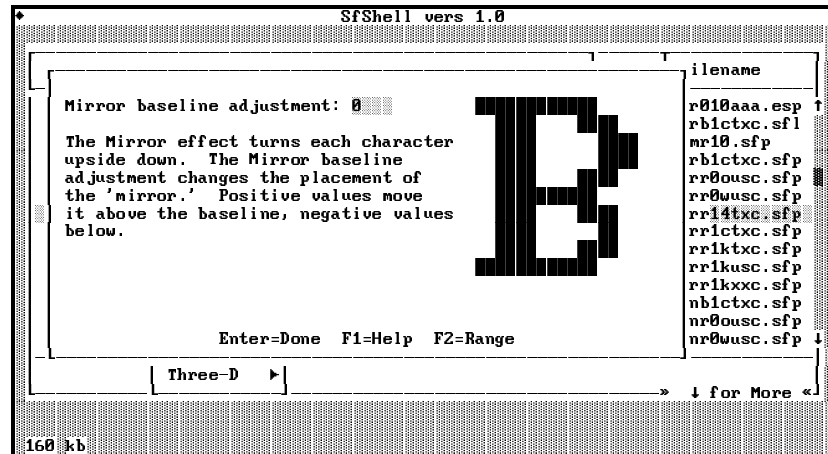 SfShell vers 1.0
ilename
Mirror baseline adjustment: 0
The Mirror effect turns each character
upside down.  The Mirror baseline
adjustment changes the placement of
the 'mirror.'  Positive values move
it above the baseline, negative values
below.
B
Enter=Done  F1=Help  F2=Range
r010aaa.esp ↑
rb1ctxc.sfl
mr10.sfp
rb1ctxc.sfp
rr0ousc.sfp
rr0wusc.sfp
rr14txc.sfp
rr1ctxc.sfp
rr1ktxc.sfp
rr1kusc.sfp
rr1kxxc.sfp
nb1ctxc.sfp
nr0ousc.sfp
nr0wusc.sfp ↓
Three-D ►
» ↓ for More «
160 kb